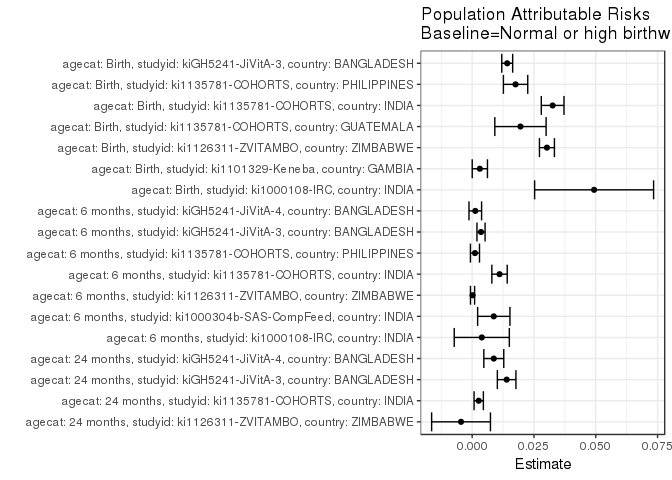 Population Attributable Risks
Baseline=Normal or high birthw
agecat: Birth, studyid: kiGH5241-JiVitA-3, country: BANGLADESH
agecat: Birth, studyid: ki1135781-COHORTS, country: PHILIPPINES
agecat: Birth, studyid: ki1135781-COHORTS, country: INDIA
agecat: Birth, studyid: ki1135781-COHORTS, country: GUATEMALA
agecat: Birth, studyid: ki1126311-ZVITAMBO, country: ZIMBABWE
agecat: Birth, studyid: ki1101329-Keneba, country: GAMBIA
agecat: Birth, studyid: ki1000108-IRC, country: INDIA
agecat: 6 months, studyid: kiGH5241-JiVitA-4, country: BANGLADESH
agecat: 6 months, studyid: kiGH5241-JiVitA-3, country: BANGLADESH
agecat: 6 months, studyid: ki1135781-COHORTS, country: PHILIPPINES
agecat: 6 months, studyid: ki1135781-COHORTS, country: INDIA
agecat: 6 months, studyid: ki1126311-ZVITAMBO, country: ZIMBABWE
agecat: 6 months, studyid: ki1000304b-SAS-CompFeed, country: INDIA
agecat: 6 months, studyid: ki1000108-IRC, country: INDIA
agecat: 24 months, studyid: kiGH5241-JiVitA-4, country: BANGLADESH
agecat: 24 months, studyid: kiGH5241-JiVitA-3, country: BANGLADESH
agecat: 24 months, studyid: ki1135781-COHORTS, country: INDIA
agecat: 24 months, studyid: ki1126311-ZVITAMBO, country: ZIMBABWE
0.000 0.025 0.050 0.075
Estimate